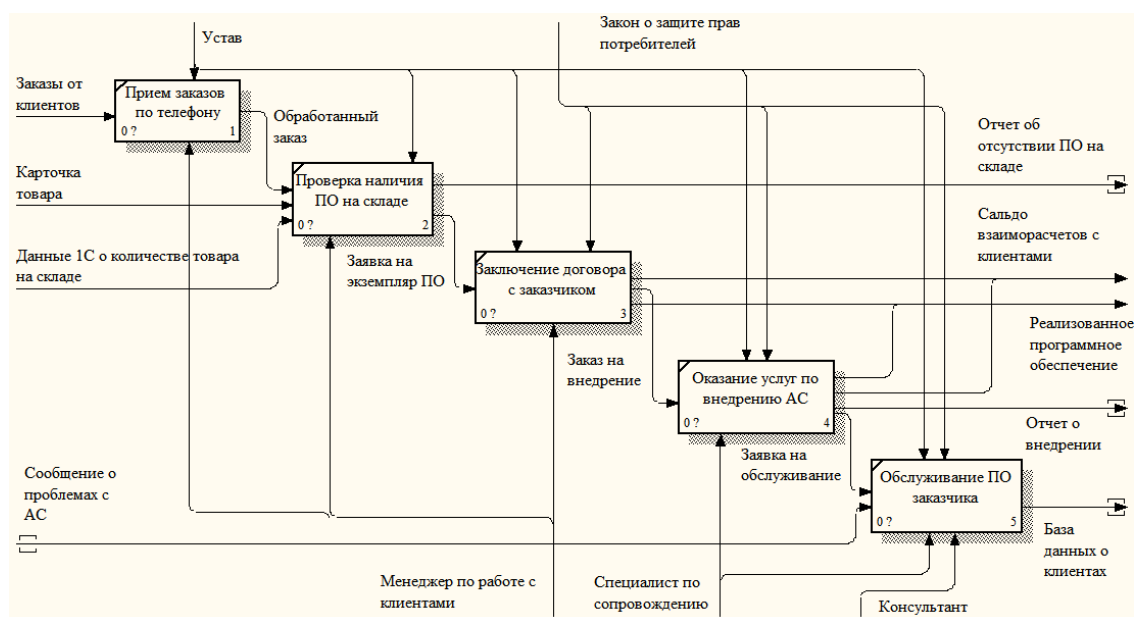 Устав
Закон о защите прав
потребителей
Заказы от
клиентов
Прием заказов
по телефону
0 ?
1
Обработанный
заказ
Отчет об
отсутствии ПО на
складе
Карточка
товара
Проверка наличия
ПО на складе
0 ?
2
Сальдо
взаиморасчетов с
клиентами
Данные 1С о количестве товара
на складе
Заявка на
экземпляр ПО
Заключение договора
с заказчиком
0 ?
3
Реализованное
программное
обеспечение
Заказ на
внедрение
Оказание услуг по
внедрению АС
0 ?
4
Отчет о
внедрении
Заявка на
обслуживание
Сообщение о
проблемах с
АС
Обслуживание ПО
заказчика
0 ?
5
База
данных о
клиентах
Менеджер по работе с
клиентами
Специалист по
сопровождению
Консультант